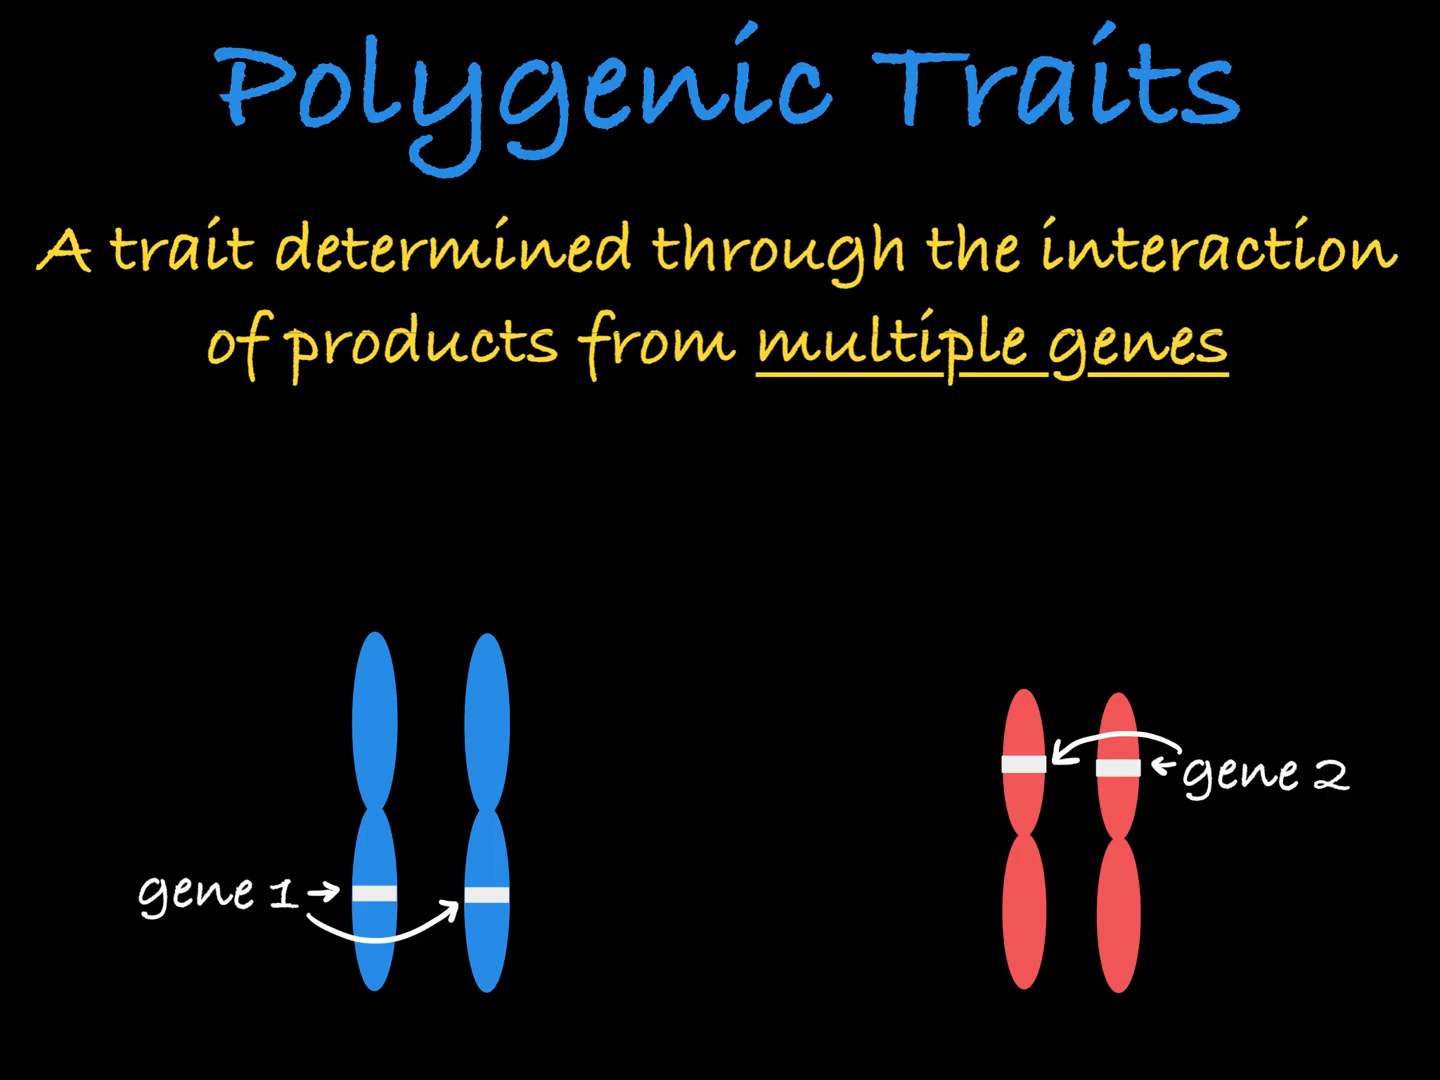 Polygenic Traits
A trait determined through the interaction
of products from multiple genes
gene 2
gene 1